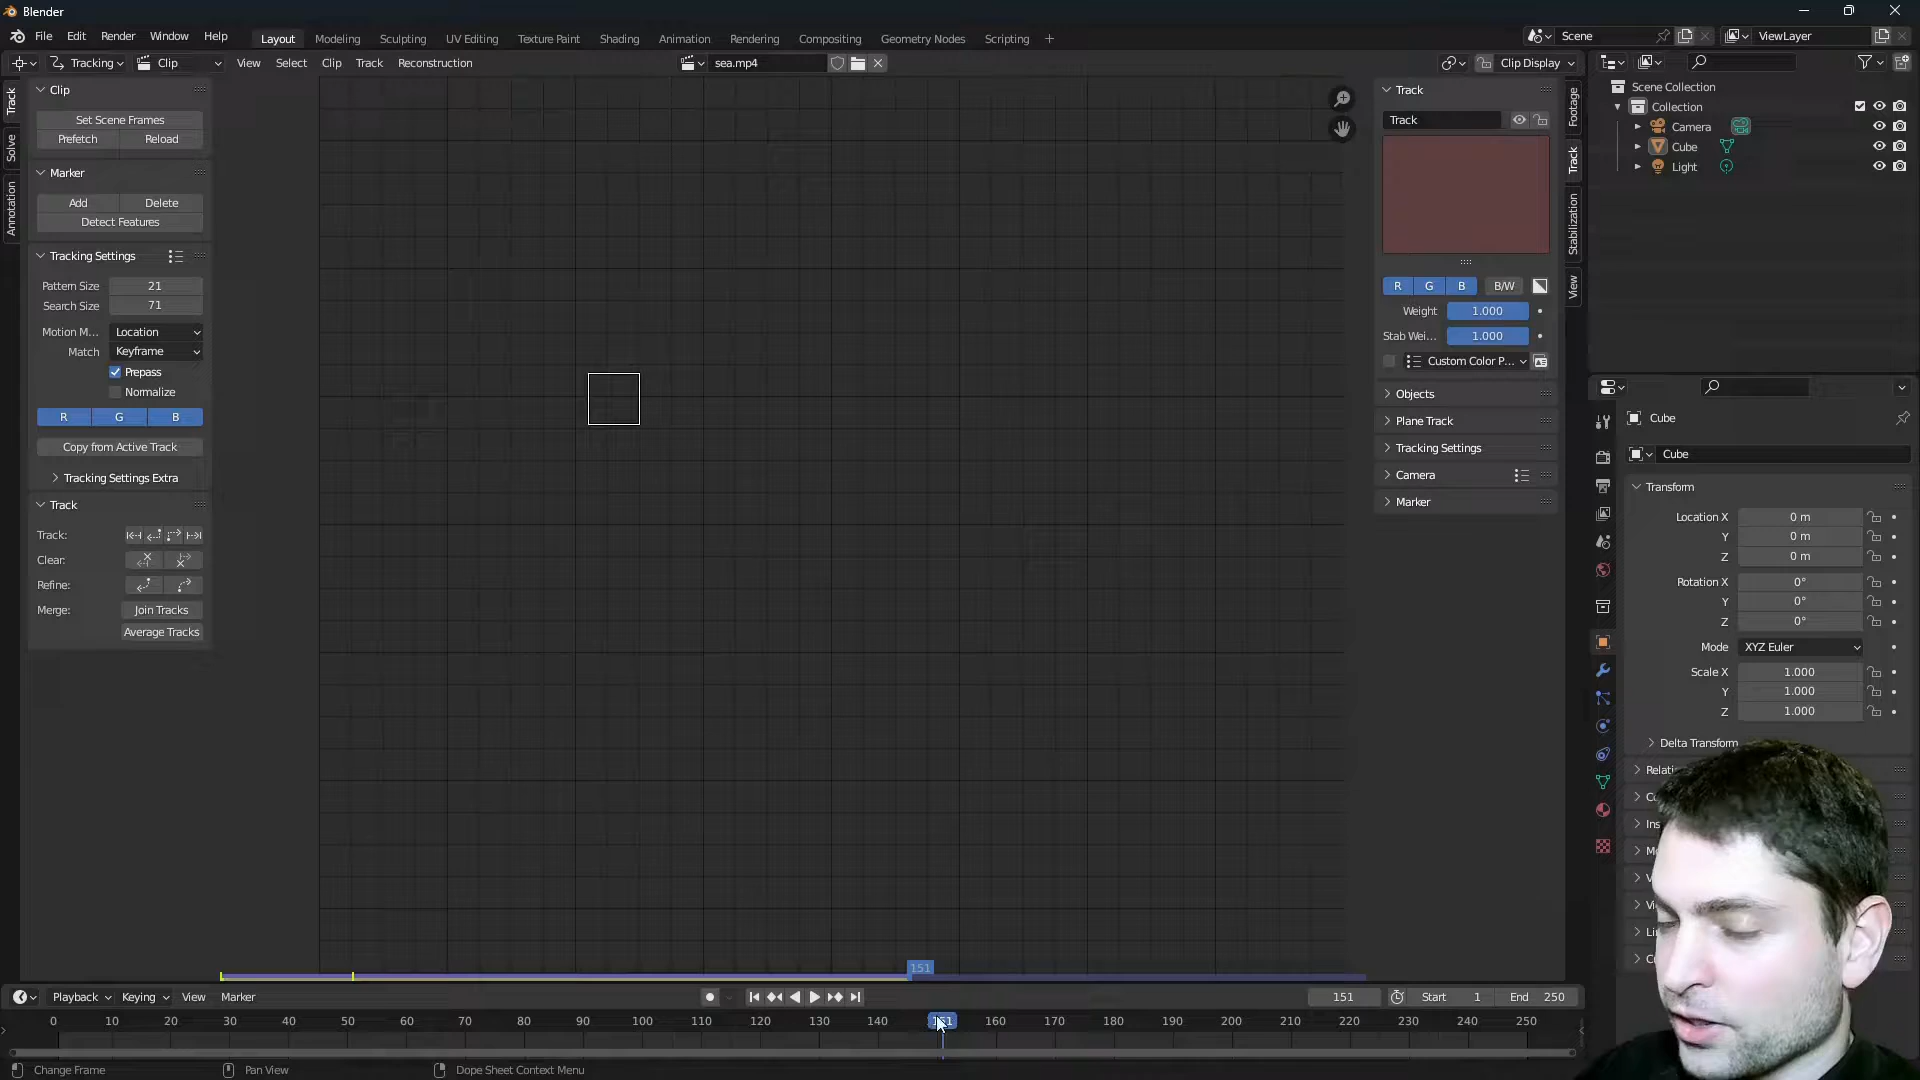 Blender
File Edit Render Window Help Layout Modeling Sculpting UV Editing Texture Paint Shading Animation Rendering Compositing Geometry Nodes Scripting + Scene ViewLayer
Tracking Clip View Select Clip Track Reconstruction sea.mp4 Clip Display
Track
Solve
Annotation
Clip
Set Scene Frames
Prefetch Reload
Marker
Add Delete
Detect Features
Tracking Settings
Pattern Size 21
Search Size 71
Motion M... Location
Match Keyframe
Prepass
Normalize
R G B
Copy from Active Track
Tracking Settings Extra
Track
Track:
Clear:
Refine:
Merge: Join Tracks
Average Tracks
Track
Track
R G B B/W
Weight 1.000
Stab Wei... 1.000
Custom Color P...
Objects
Plane Track
Tracking Settings
Camera
Marker
Footage
Track
Stabilization
View
Scene Collection
Collection
Camera
Cube
Light
Cube
Cube
Transform
Location X 0 m
Y 0 m
Z 0 m
Rotation X 0°
Y 0°
Z 0°
Mode XYZ Euler
Scale X 1.000
Y 1.000
Z 1.000
Delta Transform
151
Playback Keying View Marker 151 Start 1 End 250
0 10 20 30 40 50 60 70 80 90 100 110 120 130 140 151 160 170 180 190 200 210 220 230 240 250
Change Frame Pan View Dope Sheet Context Menu